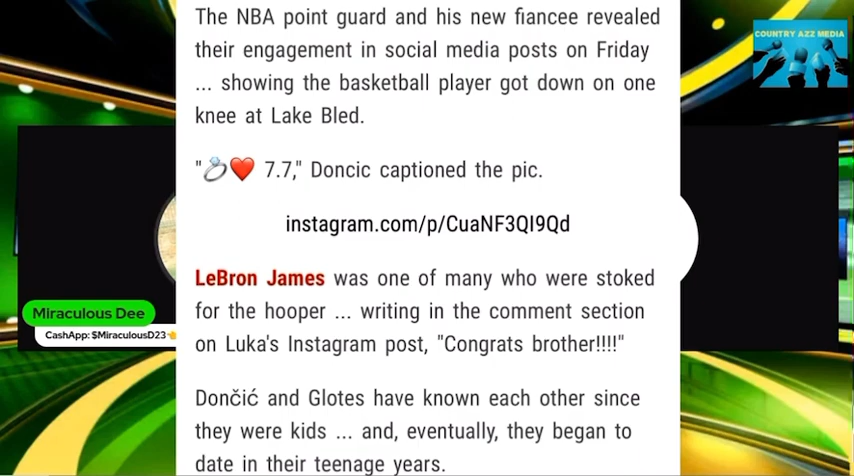 The NBA point guard and his new fiancee revealed
their engagement in social media posts on Friday
... showing the basketball player got down on one
knee at Lake Bled.
"💍❤️ 7.7," Doncic captioned the pic.
instagram.com/p/CuaNF3QI9Qd
LeBron James was one of many who were stoked
for the hooper ... writing in the comment section
on Luka's Instagram post, "Congrats brother!!!!"
Dončić and Glotes have known each other since
they were kids ... and, eventually, they began to
date in their teenage years.
COUNTRY AZZ MEDIA
Miraculous Dee
CashApp: $MiraculousD23👈